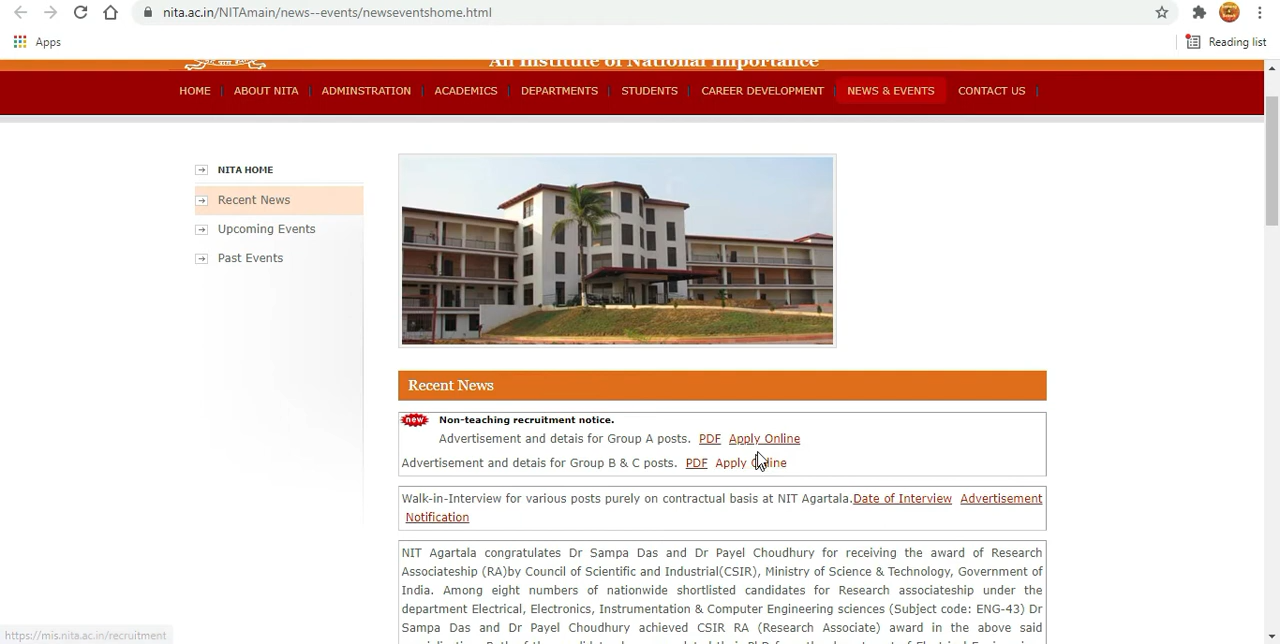 nita.ac.in/NITAmain/news--events/newseventshome.html
Apps
Reading list
An Institute of National Importance
HOME ABOUT NITA ADMINSTRATION ACADEMICS DEPARTMENTS STUDENTS CAREER DEVELOPMENT NEWS & EVENTS CONTACT US
NITA HOME
Recent News
Upcoming Events
Past Events
Recent News
new Non-teaching recruitment notice.
Advertisement and detais for Group A posts. PDF Apply Online
Advertisement and detais for Group B & C posts. PDF Apply Online
Walk-in-Interview for various posts purely on contractual basis at NIT Agartala.Date of Interview Advertisement
Notification
NIT Agartala congratulates Dr Sampa Das and Dr Payel Choudhury for receiving the award of Research
Associateship (RA)by Council of Scientific and Industrial(CSIR), Ministry of Science & Technology, Government of
India. Among eight numbers of nationwide shortlisted candidates for Research associateship under the
department Electrical, Electronics, Instrumentation & Computer Engineering sciences (Subject code: ENG-43) Dr
Sampa Das and Dr Payel Choudhury achieved CSIR RA (Research Associate) award in the above said
https://mis.nita.ac.in/recruitment